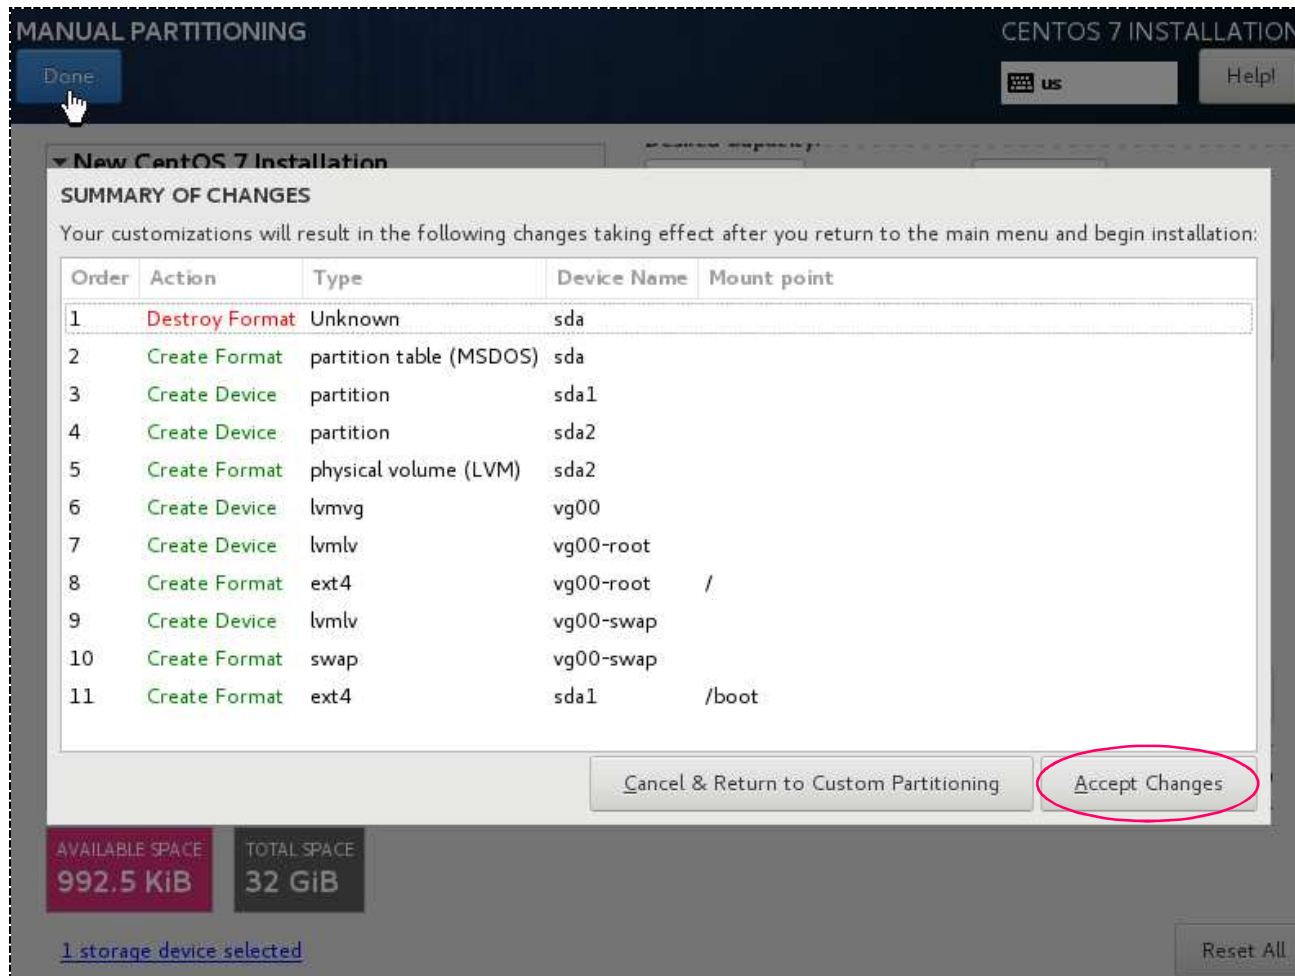 MANUAL PARTITIONING
CENTOS 7 INSTALLATION
Done
us
Help!
Desired Capacity:
New CentOS 7 Installation
SUMMARY OF CHANGES
Your customizations will result in the following changes taking effect after you return to the main menu and begin installation:
Order Action Type Device Name Mount point
1 Destroy Format Unknown sda
2 Create Format partition table (MSDOS) sda
3 Create Device partition sda1
4 Create Device partition sda2
5 Create Format physical volume (LVM) sda2
6 Create Device lvmvg vg00
7 Create Device lvmlv vg00-root
8 Create Format ext4 vg00-root /
9 Create Device lvmlv vg00-swap
10 Create Format swap vg00-swap
11 Create Format ext4 sda1 /boot
Cancel & Return to Custom Partitioning
Accept Changes
AVAILABLE SPACE
992.5 KiB
TOTAL SPACE
32 GiB
1 storage device selected
Reset All